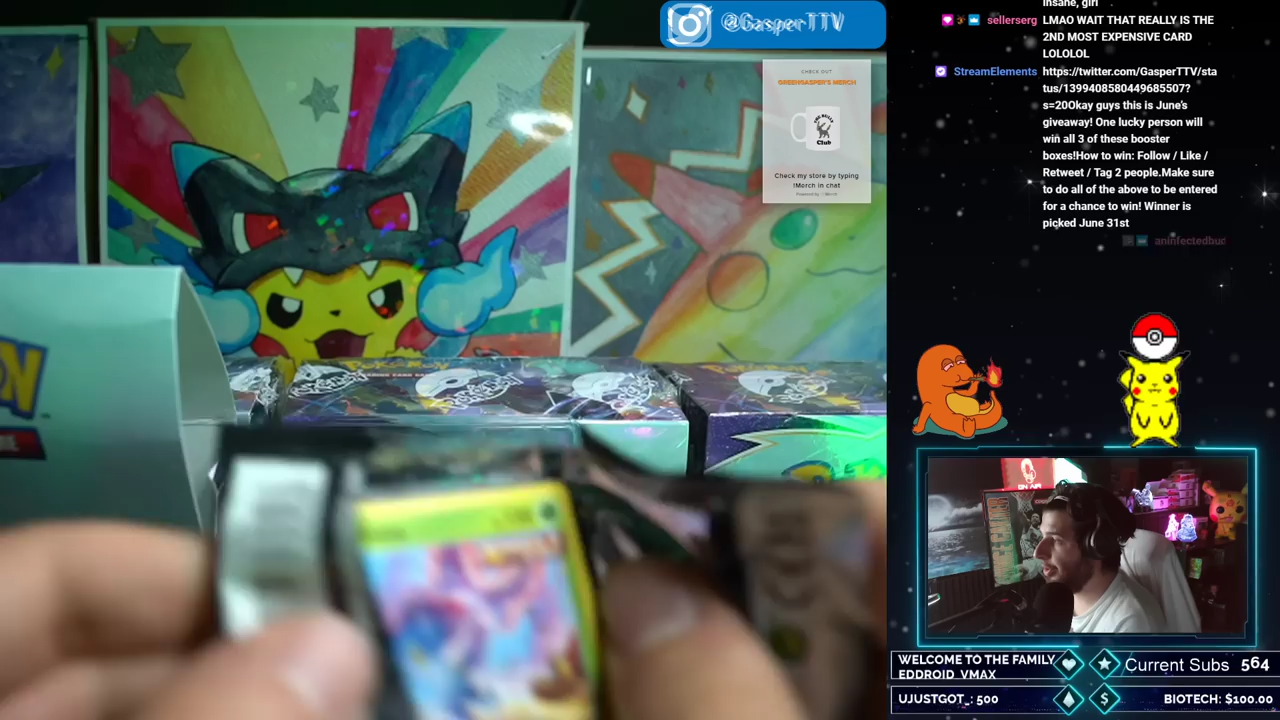 @GasperTTV
CHECK OUT
GREENGASPER'S MERCH
Club
Check my store by typing
!Merch in chat
insane, girl
sellerserg LMAO WAIT THAT REALLY IS THE
2ND MOST EXPENSIVE CARD
LOLOLOL
StreamElements https://twitter.com/GasperTTV/sta
tus/1399408580449685507?
s=20Okay guys this is June's
giveaway! One lucky person will
win all 3 of these booster
boxes!How to win: Follow / Like /
Retweet / Tag 2 people.Make sure
to do all of the above to be entered
for a chance to win! Winner is
picked June 31st
WELCOME TO THE FAMILY
EDDROID_VMAX
Current Subs 564
UJUSTGOT_: 500
BIOTECH: $100.00